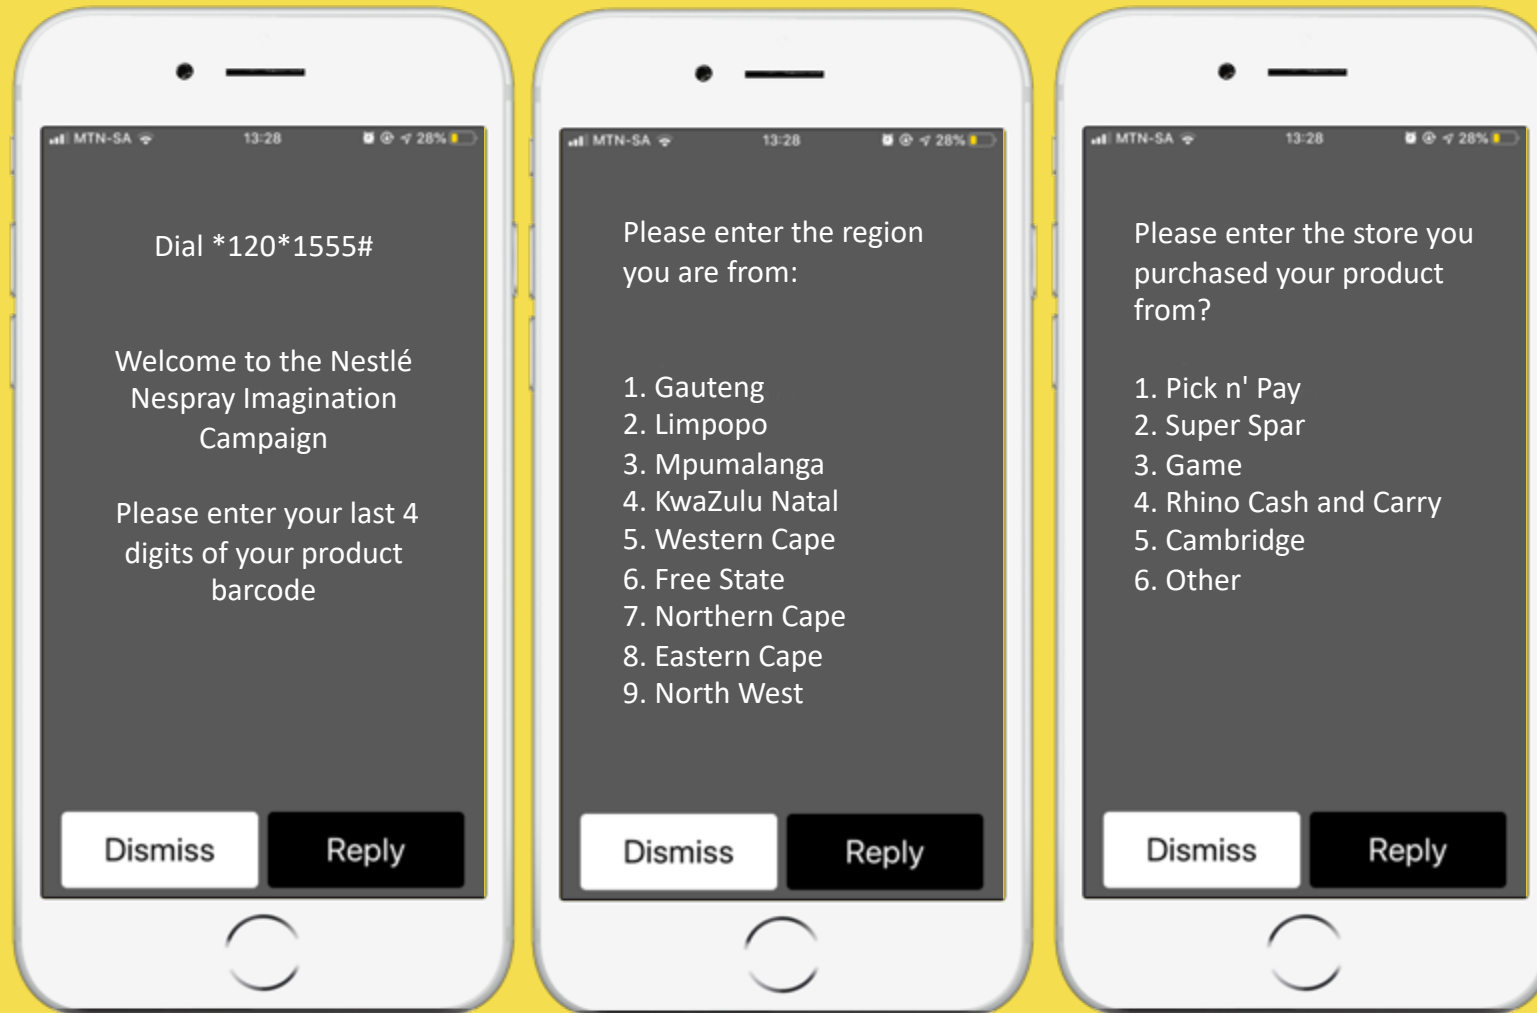 MTN-SA 13:28 28%
Dial *120*1555#
Welcome to the Nestlé
Nespray Imagination
Campaign
Please enter your last 4
digits of your product
barcode
Dismiss Reply
MTN-SA 13:28 28%
Please enter the region
you are from:
1. Gauteng
2. Limpopo
3. Mpumalanga
4. KwaZulu Natal
5. Western Cape
6. Free State
7. Northern Cape
8. Eastern Cape
9. North West
Dismiss Reply
MTN-SA 13:28 28%
Please enter the store you
purchased your product
from?
1. Pick n' Pay
2. Super Spar
3. Game
4. Rhino Cash and Carry
5. Cambridge
6. Other
Dismiss Reply